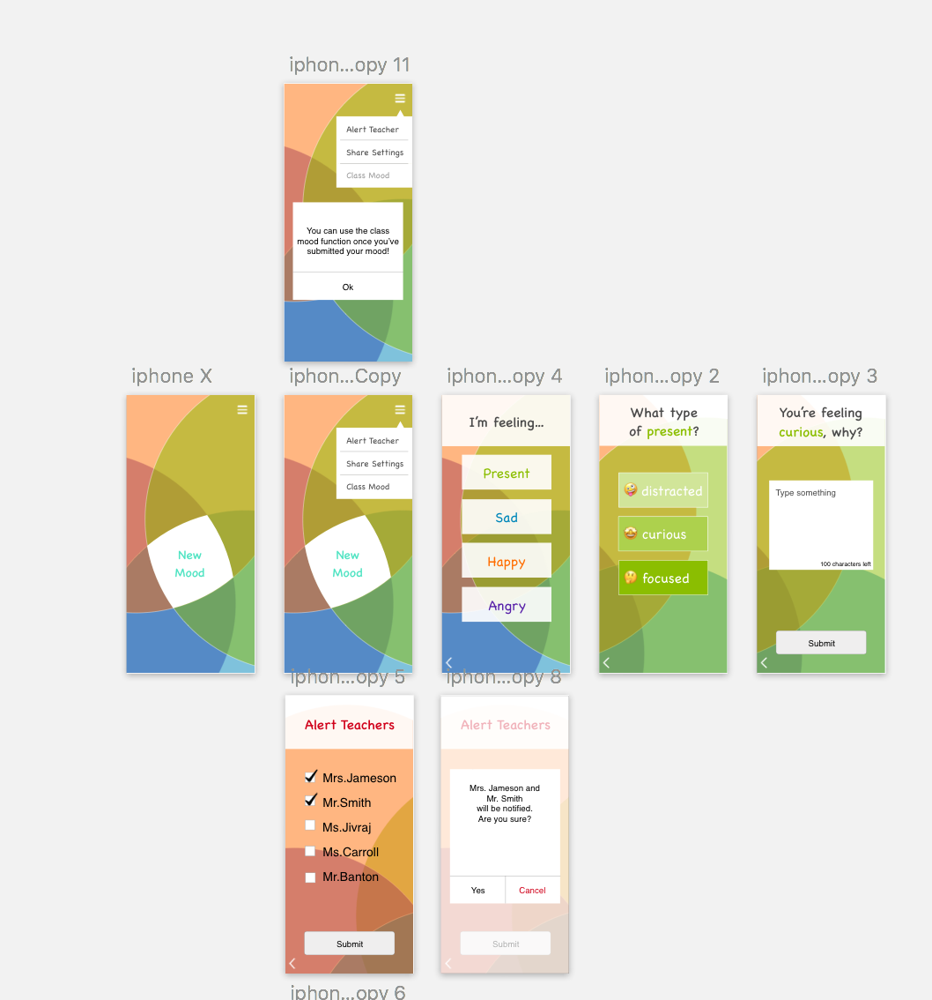 iphon...opy 11
Alert Teacher
Share Settings
Class Mood
You can use the class
mood function once you've
submitted your mood!
Ok
iphone X
New
Mood
iphon...Copy
Alert Teacher
Share Settings
Class Mood
New
Mood
iphon...opy 4
I'm feeling...
Present
Sad
Happy
Angry
iphon...opy 2
What type
of present?
distracted
curious
focused
iphon...opy 3
You're feeling
curious, why?
Type something
100 characters left
Submit
iphon...opy 5
Alert Teachers
Mrs.Jameson
Mr.Smith
Ms.Jivraj
Ms.Carroll
Mr.Banton
Submit
iphon...opy 8
Alert Teachers
Mrs. Jameson and
Mr. Smith
will be notified.
Are you sure?
Yes
Cancel
Submit
iphon...opy 6